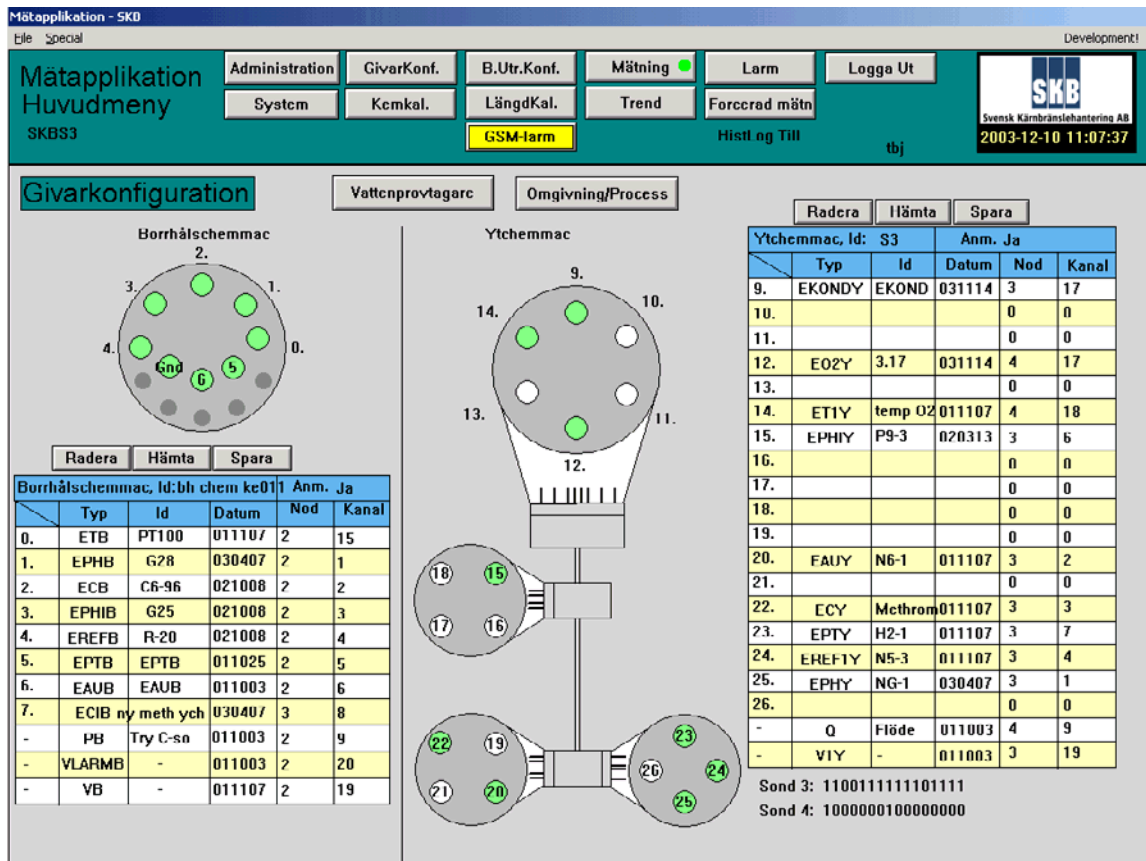 Mätapplikation - SKB
File Special Development!
Mätapplikation
Huvudmeny
SKBS3
Administration GivarKonf. B.Utr.Konf. Mätning Larm Logga Ut
System Kemkal. LängdKal. Trend Forcerad mätn
GSM-larm HistLog Till tbj
SKB
Svensk Kärnbränslehantering AB
2003-12-10 11:07:37
Givarkonfiguration
Vattenprovtagare Omgivning/Process
Borrhålschemmac
2.
3. 1.
4. 0.
Gnd 6 5
Radera Hämta Spara
Borrhålschemmac, Id:bh chem ke011 Anm. Ja
Typ Id Datum Nod Kanal
0. ETB PT100 011107 2 15
1. EPHB G28 030407 2 1
2. ECB C6-96 021008 2 2
3. EPHIB G25 021008 2 3
4. EREFB R-20 021008 2 4
5. EPTB EPTB 011025 2 5
6. EAUB EAUB 011003 2 6
7. ECIB ny meth ych 030407 3 8
- PB Try C-so 011003 2 9
- VLARMB - 011003 2 20
- VB - 011107 2 19
Ytchemmac
9.
14. 10.
13. 11.
12.
18 15
17 16
22 19
21 20
23
26 24
25
Radera Hämta Spara
Ytchemmac, Id: S3 Anm. Ja
Typ Id Datum Nod Kanal
9. EKONDY EKOND 031114 3 17
10. 0 0
11. 0 0
12. EO2Y 3.17 031114 4 17
13. 0 0
14. ET1Y temp O2 011107 4 18
15. EPHIY P9-3 020313 3 6
16. 0 0
17. 0 0
18. 0 0
19. 0 0
20. EAUY N6-1 011107 3 2
21. 0 0
22. ECY Methrom 011107 3 3
23. EPTY H2-1 011107 3 7
24. EREF1Y N5-3 011107 3 4
25. EPHY NG-1 030407 3 1
26. 0 0
- Q Flöde 011003 4 9
- V1Y - 011003 3 19
Sond 3: 1100111111101111
Sond 4: 1000000100000000